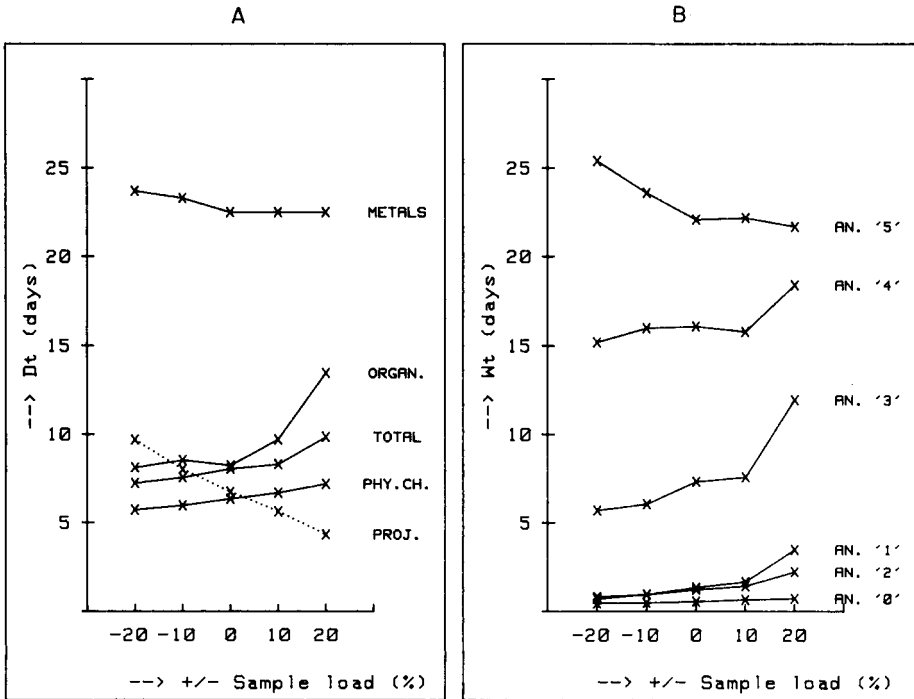 A
25
20
15
10
5
--> Dt (days)
METALS
ORGAN.
TOTAL
PHY.CH.
PROJ.
-20 -10 0 10 20
--> +/- Sample load (%)
B
25
20
15
10
5
--> Wt (days)
AN. '5'
AN. '4'
AN. '3'
AN. '1'
AN. '2'
AN. '0'
-20 -10 0 10 20
--> +/- Sample load (%)